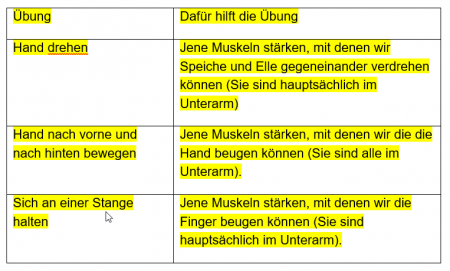 Übung
Dafür hilft die Übung
Hand drehen
Jene Muskeln stärken, mit denen wir
Speiche und Elle gegeneinander verdrehen
können (Sie sind hauptsächlich im
Unterarm)
Hand nach vorne und
nach hinten bewegen
Jene Muskeln stärken, mit denen wir die die
Hand beugen können (Sie sind alle im
Unterarm).
Sich an einer Stange
halten
Jene Muskeln stärken, mit denen wir die
Finger beugen können (Sie sind
hauptsächlich im Unterarm).